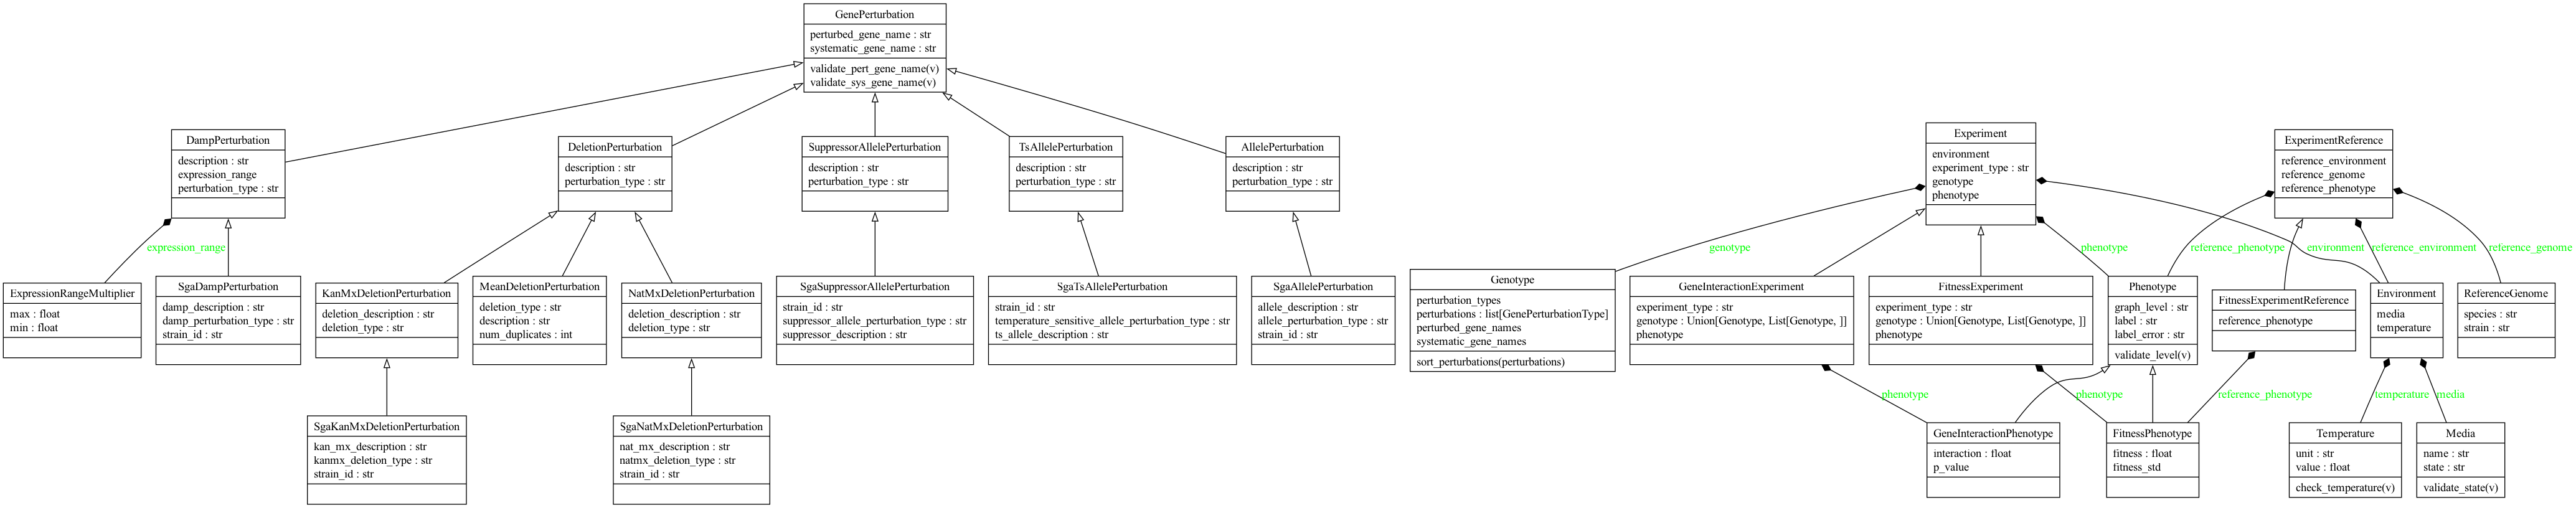 GenePerturbation
perturbed_gene_name : str
systematic_gene_name : str
validate_pert_gene_name(v)
validate_sys_gene_name(v)
DampPerturbation
description : str
expression_range
perturbation_type : str
DeletionPerturbation
description : str
perturbation_type : str
SuppressorAllelePerturbation
description : str
perturbation_type : str
TsAllelePerturbation
description : str
perturbation_type : str
AllelePerturbation
description : str
perturbation_type : str
Experiment
environment
experiment_type : str
genotype
phenotype
ExperimentReference
reference_environment
reference_genome
reference_phenotype
expression_range
genotype
phenotype
reference_phenotype
environment
reference_environment
reference_genome
ExpressionRangeMultiplier
max : float
min : float
SgaDampPerturbation
damp_description : str
damp_perturbation_type : str
strain_id : str
KanMxDeletionPerturbation
deletion_description : str
deletion_type : str
MeanDeletionPerturbation
deletion_type : str
description : str
num_duplicates : int
NatMxDeletionPerturbation
deletion_description : str
deletion_type : str
SgaSuppressorAllelePerturbation
strain_id : str
suppressor_allele_perturbation_type : str
suppressor_description : str
SgaTsAllelePerturbation
strain_id : str
temperature_sensitive_allele_perturbation_type : str
ts_allele_description : str
SgaAllelePerturbation
allele_description : str
allele_perturbation_type : str
strain_id : str
Genotype
perturbation_types
perturbations : list[GenePerturbationType]
perturbed_gene_names
systematic_gene_names
sort_perturbations(perturbations)
GeneInteractionExperiment
experiment_type : str
genotype : Union[Genotype, List[Genotype, ]]
phenotype
FitnessExperiment
experiment_type : str
genotype : Union[Genotype, List[Genotype, ]]
phenotype
Phenotype
graph_level : str
label : str
label_error : str
validate_level(v)
FitnessExperimentReference
reference_phenotype
Environment
media
temperature
ReferenceGenome
species : str
strain : str
phenotype
phenotype
reference_phenotype
temperature
media
SgaKanMxDeletionPerturbation
kan_mx_description : str
kanmx_deletion_type : str
strain_id : str
SgaNatMxDeletionPerturbation
nat_mx_description : str
natmx_deletion_type : str
strain_id : str
GeneInteractionPhenotype
interaction : float
p_value
FitnessPhenotype
fitness : float
fitness_std
Temperature
unit : str
value : float
check_temperature(v)
Media
name : str
state : str
validate_state(v)